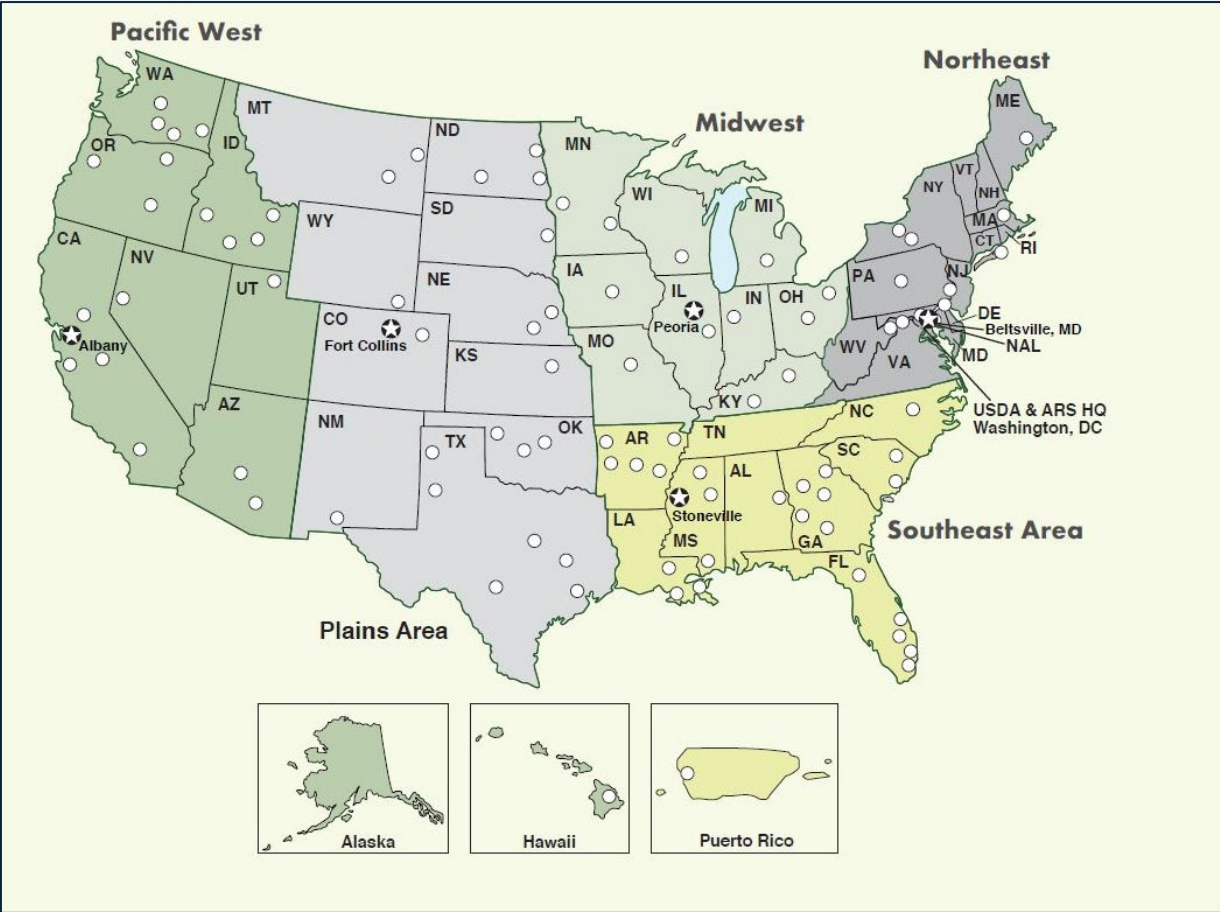 Pacific West
Northeast
Midwest
WA
MT
ND
MN
ME
OR
ID
VT
NY
NH
WI
MI
SD
WY
MA
CT
RI
CA
NV
UT
NE
IA
PA
NJ
IL
IN
OH
DE
CO
Peoria
Beltsville, MD
Albany
Fort Collins
NAL
KS
MO
WV
VA
MD
KY
USDA & ARS HQ
Washington, DC
AZ
NM
TX
OK
AR
TN
NC
SC
AL
Stoneville
LA
MS
GA
Southeast Area
FL
Plains Area
Alaska
Hawaii
Puerto Rico